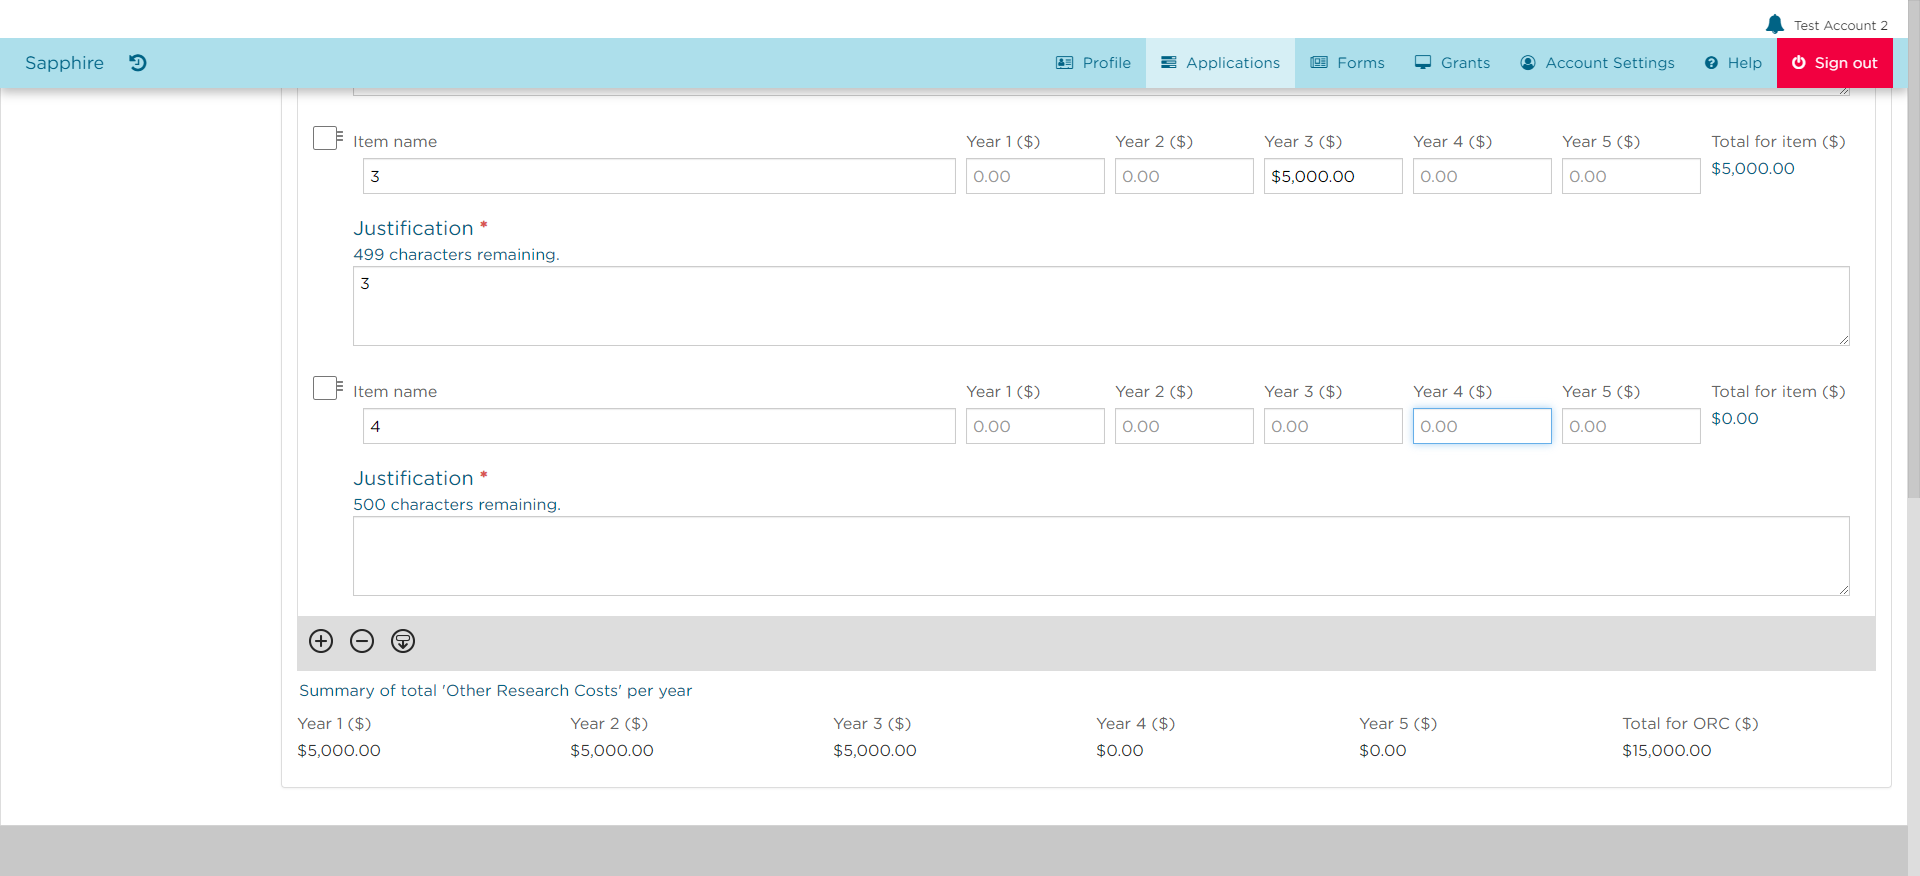 Test Account 2
Sapphire Profile Applications Forms Grants Account Settings Help Sign out
Item name Year 1 ($) Year 2 ($) Year 3 ($) Year 4 ($) Year 5 ($) Total for item ($)
3 0.00 0.00 $5,000.00 0.00 0.00 $5,000.00
Justification *
499 characters remaining.
3
Item name Year 1 ($) Year 2 ($) Year 3 ($) Year 4 ($) Year 5 ($) Total for item ($)
4 0.00 0.00 0.00 0.00 0.00 $0.00
Justification *
500 characters remaining.
Summary of total 'Other Research Costs' per year
Year 1 ($) Year 2 ($) Year 3 ($) Year 4 ($) Year 5 ($) Total for ORC ($)
$5,000.00 $5,000.00 $5,000.00 $0.00 $0.00 $15,000.00